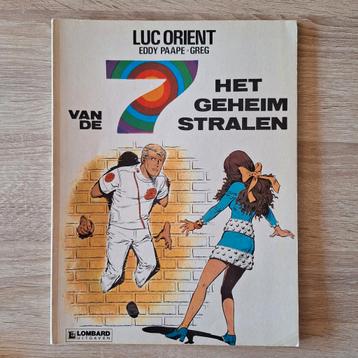 LUC ORIENT
EDDY PAAPE - GREG
HET
GEHEIM
VAN DE 7 STRALEN
LOMBARD
UITGAVEN